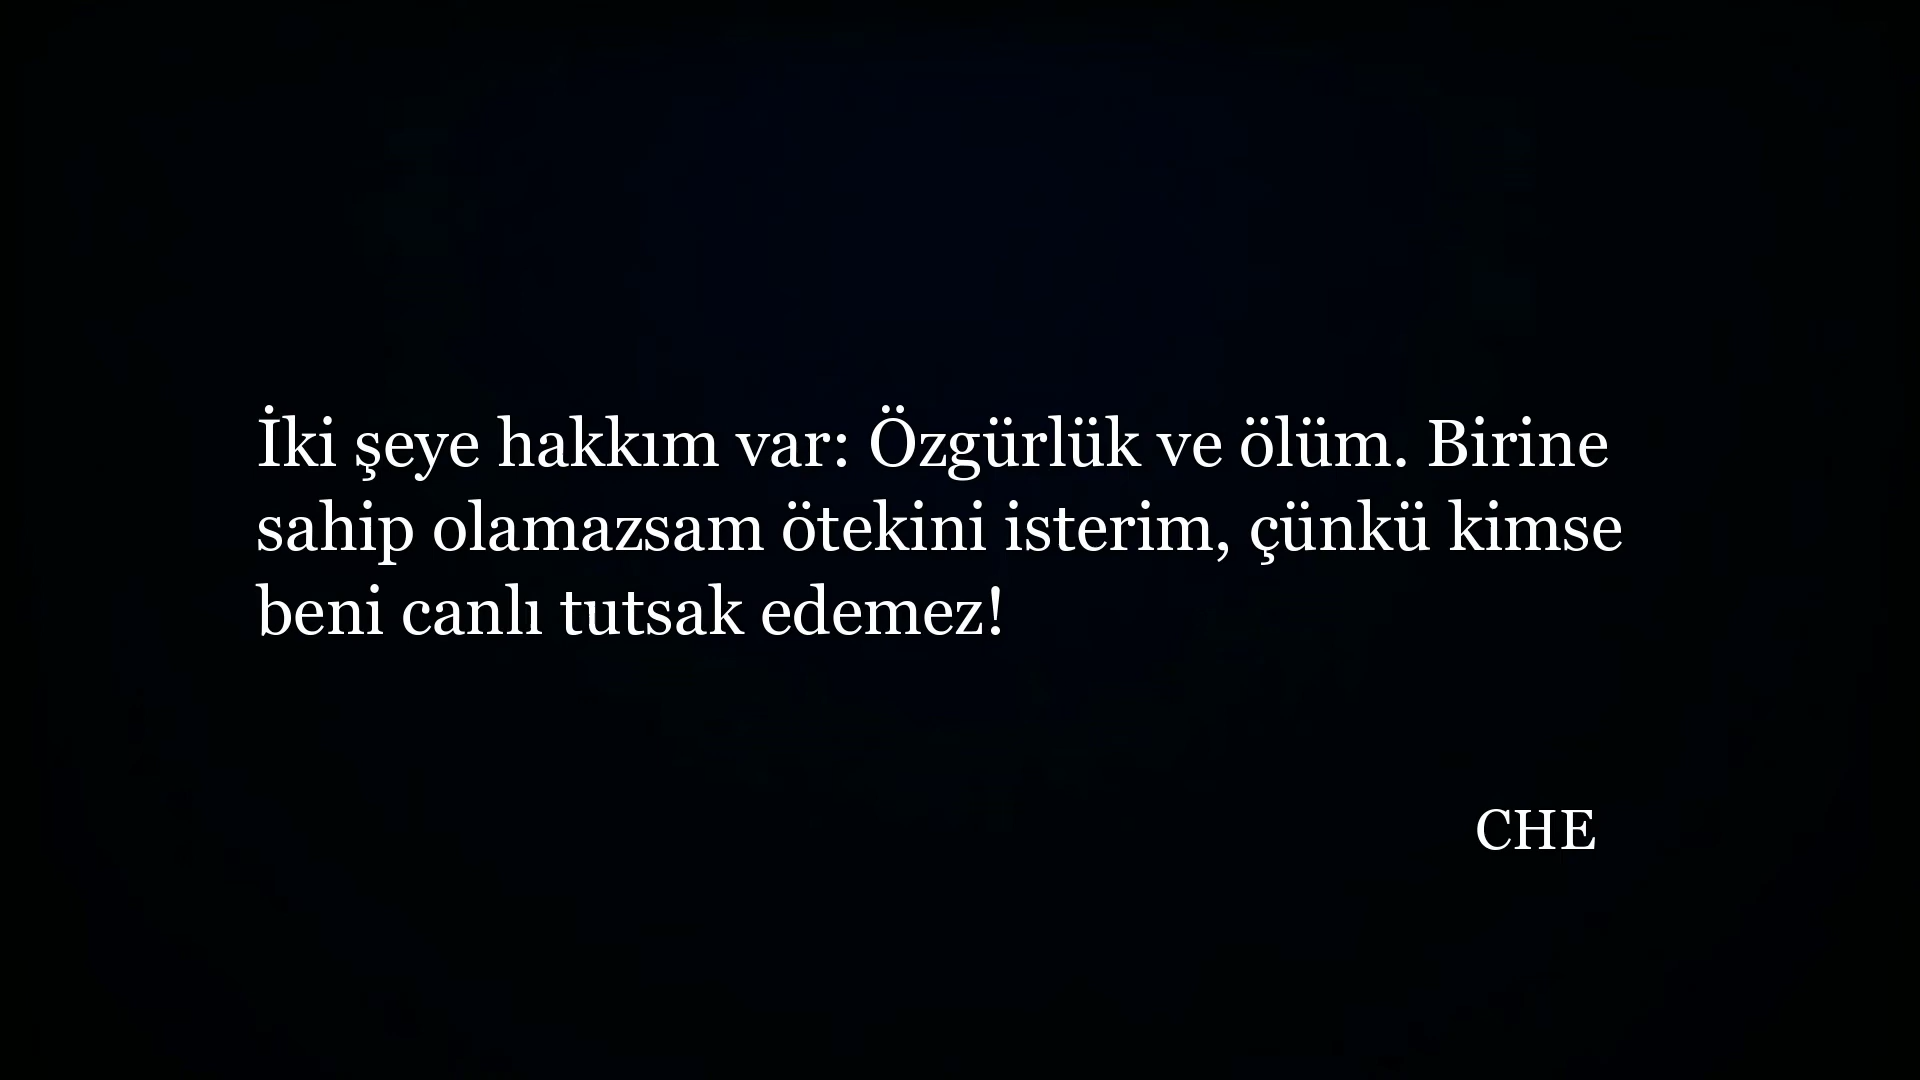 İki şeye hakkım var: Özgürlük ve ölüm. Birine
sahip olamazsam ötekini isterim, çünkü kimse
beni canlı tutsak edemez!
CHE